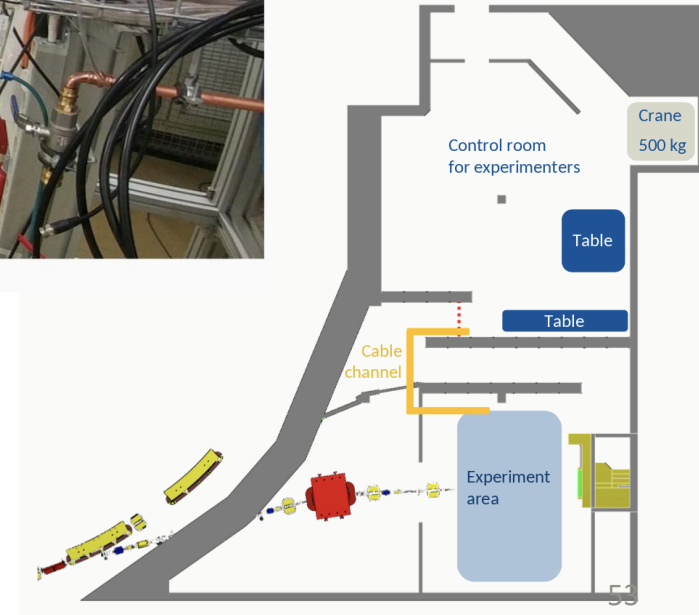 Crane
500 kg
Control room
for experimenters
Table
Table
Cable
channel
Experiment
area
53